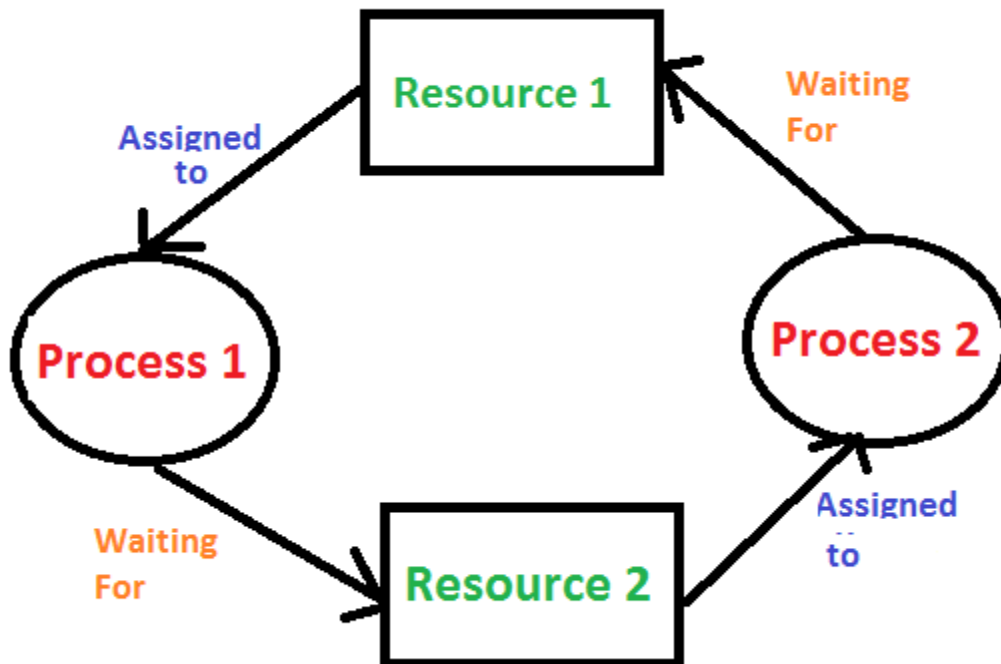 Resource 1
Waiting
For
Assigned
to
Process 1
Process 2
Waiting
For
Resource 2
Assigned
to